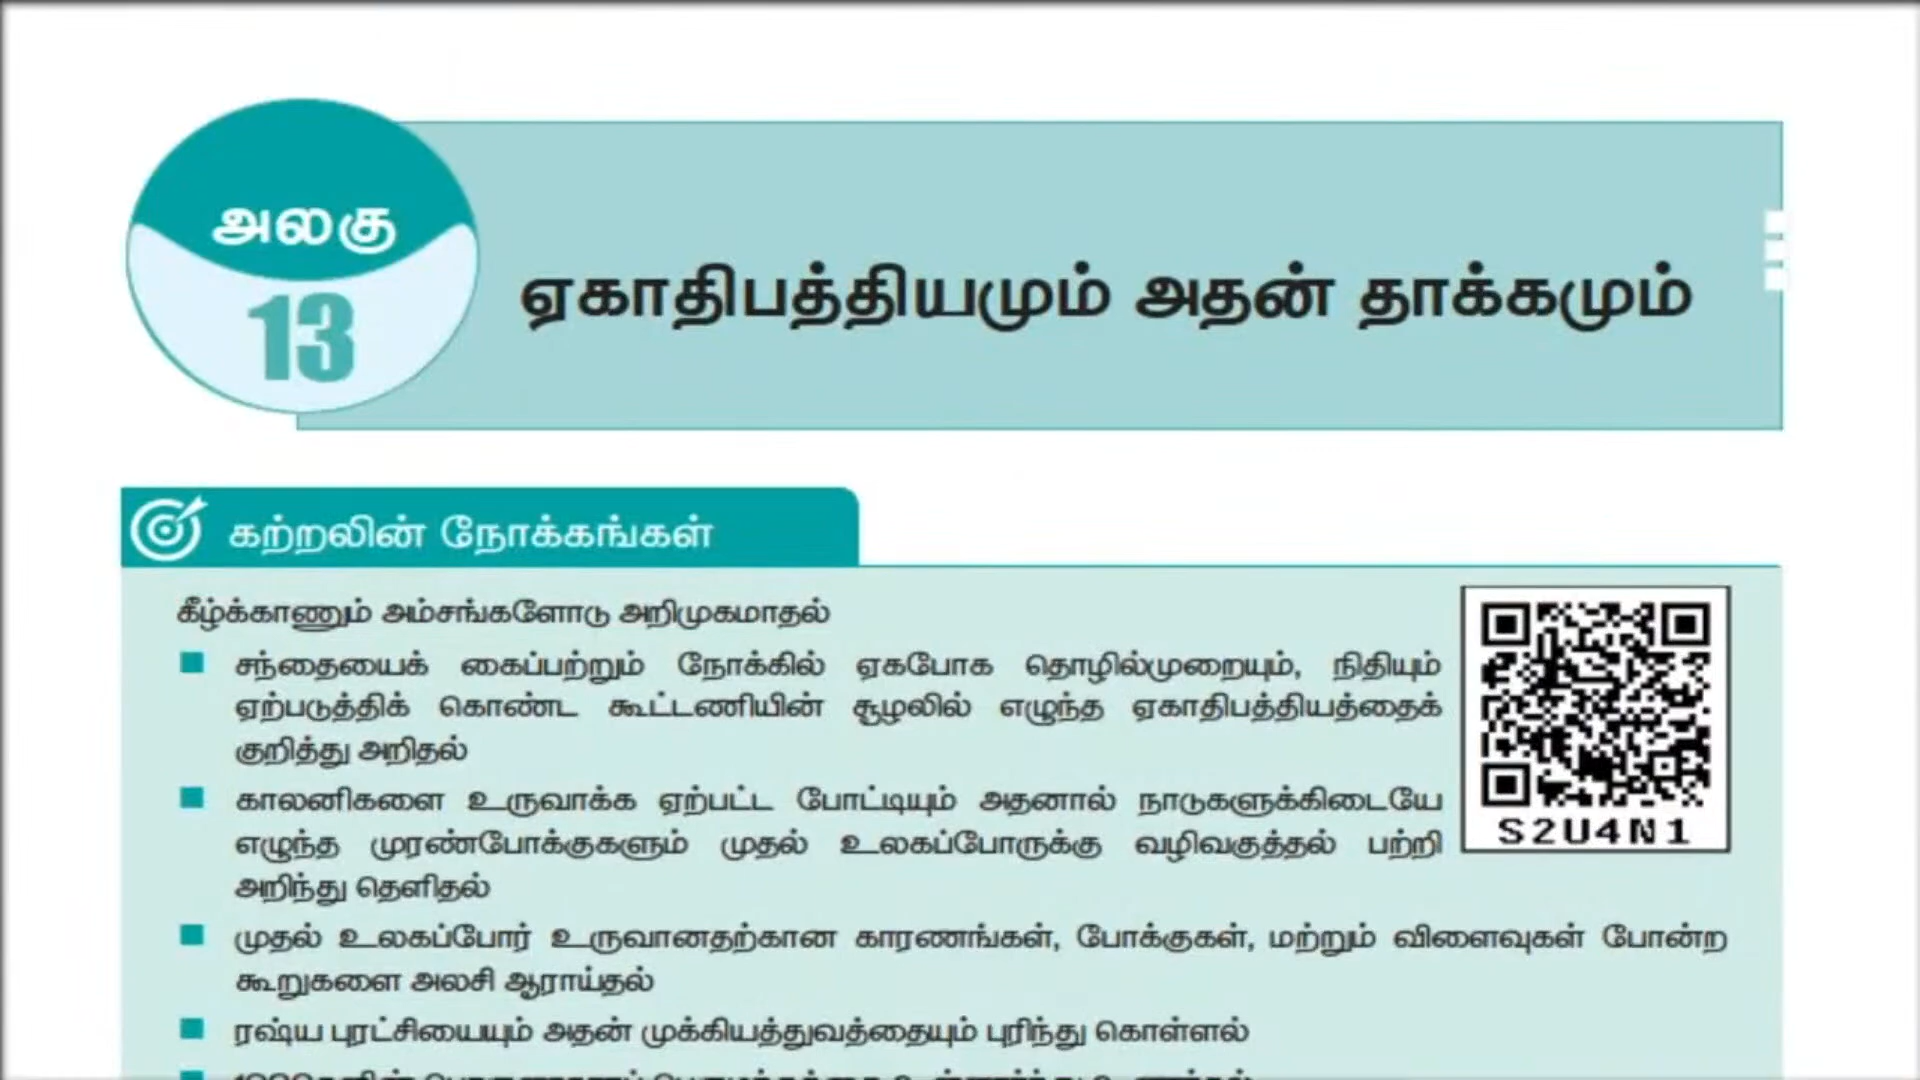 அலகு
13
ஏகாதிபத்தியமும் அதன் தாக்கமும்
கற்றலின் நோக்கங்கள்
கீழ்க்காணும் அம்சங்களோடு அறிமுகமாதல்
சந்தையைக் கைப்பற்றும் நோக்கில் ஏகபோக தொழில்முறையும், நிதியும்
ஏற்படுத்திக் கொண்ட கூட்டணியின் சூழலில் எழுந்த ஏகாதிபத்தியத்தைக்
குறித்து அறிதல்
காலனிகளை உருவாக்க ஏற்பட்ட போட்டியும் அதனால் நாடுகளுக்கிடையே
எழுந்த முரண்போக்குகளும் முதல் உலகப்போருக்கு வழிவகுத்தல் பற்றி
அறிந்து தெளிதல்
S2U4N1
முதல் உலகப்போர் உருவானதற்கான காரணங்கள், போக்குகள், மற்றும் விளைவுகள் போன்ற
கூறுகளை அலசி ஆராய்தல்
ரஷ்ய புரட்சியையும் அதன் முக்கியத்துவத்தையும் புரிந்து கொள்ளல்